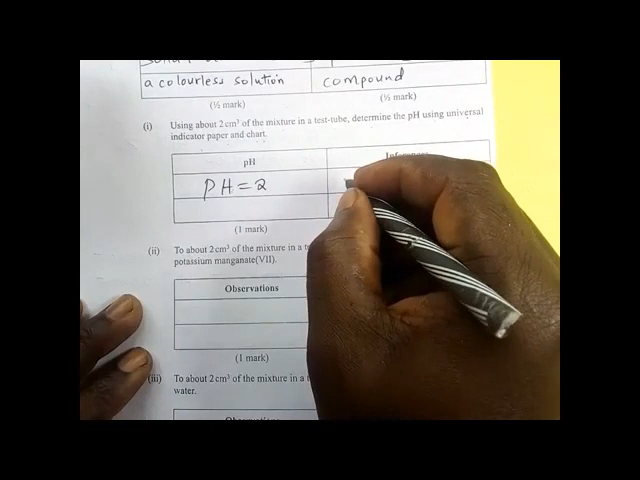 a colourless solution compound
(½ mark) (½ mark)
(i) Using about 2 cm³ of the mixture in a test-tube, determine the pH using universal
indicator paper and chart.
pH Inferences
PH = 2
(1 mark)
(ii) To about 2 cm³ of the mixture in a
potassium manganate(VII).
Observations
(1 mark)
(iii) To about 2 cm³ of the mixture in a
water.
Observations